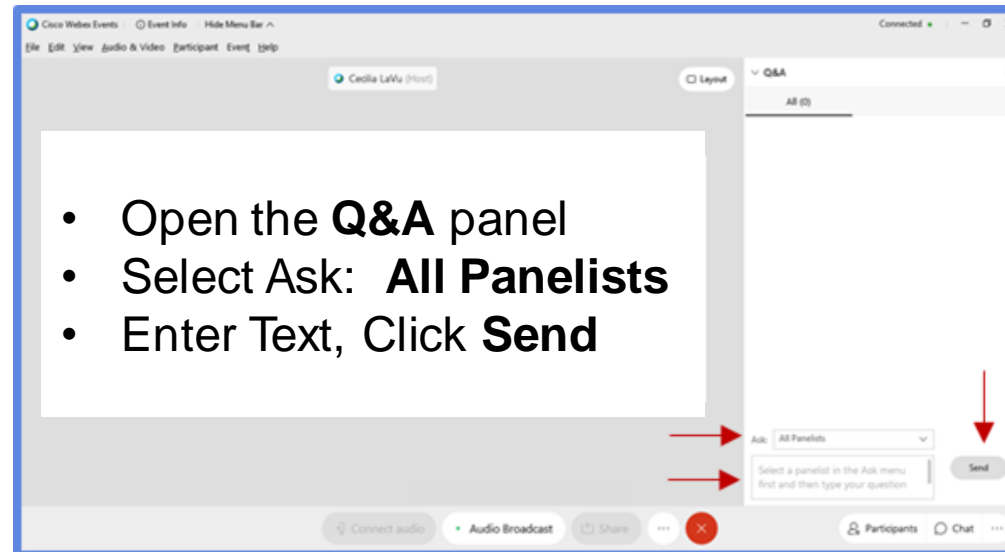 Cisco Webex Events Event Info Hide Menu Bar Connected
File Edit View Audio & Video Participant Event Help
Cecilia LaVu (Host) Layout
Q&A
All (0)
• Open the Q&A panel
• Select Ask: All Panelists
• Enter Text, Click Send
Ask: All Panelists
Select a panelist in the Ask menu
first and then type your question
Send
Connect audio Audio Broadcast Share Participants Chat